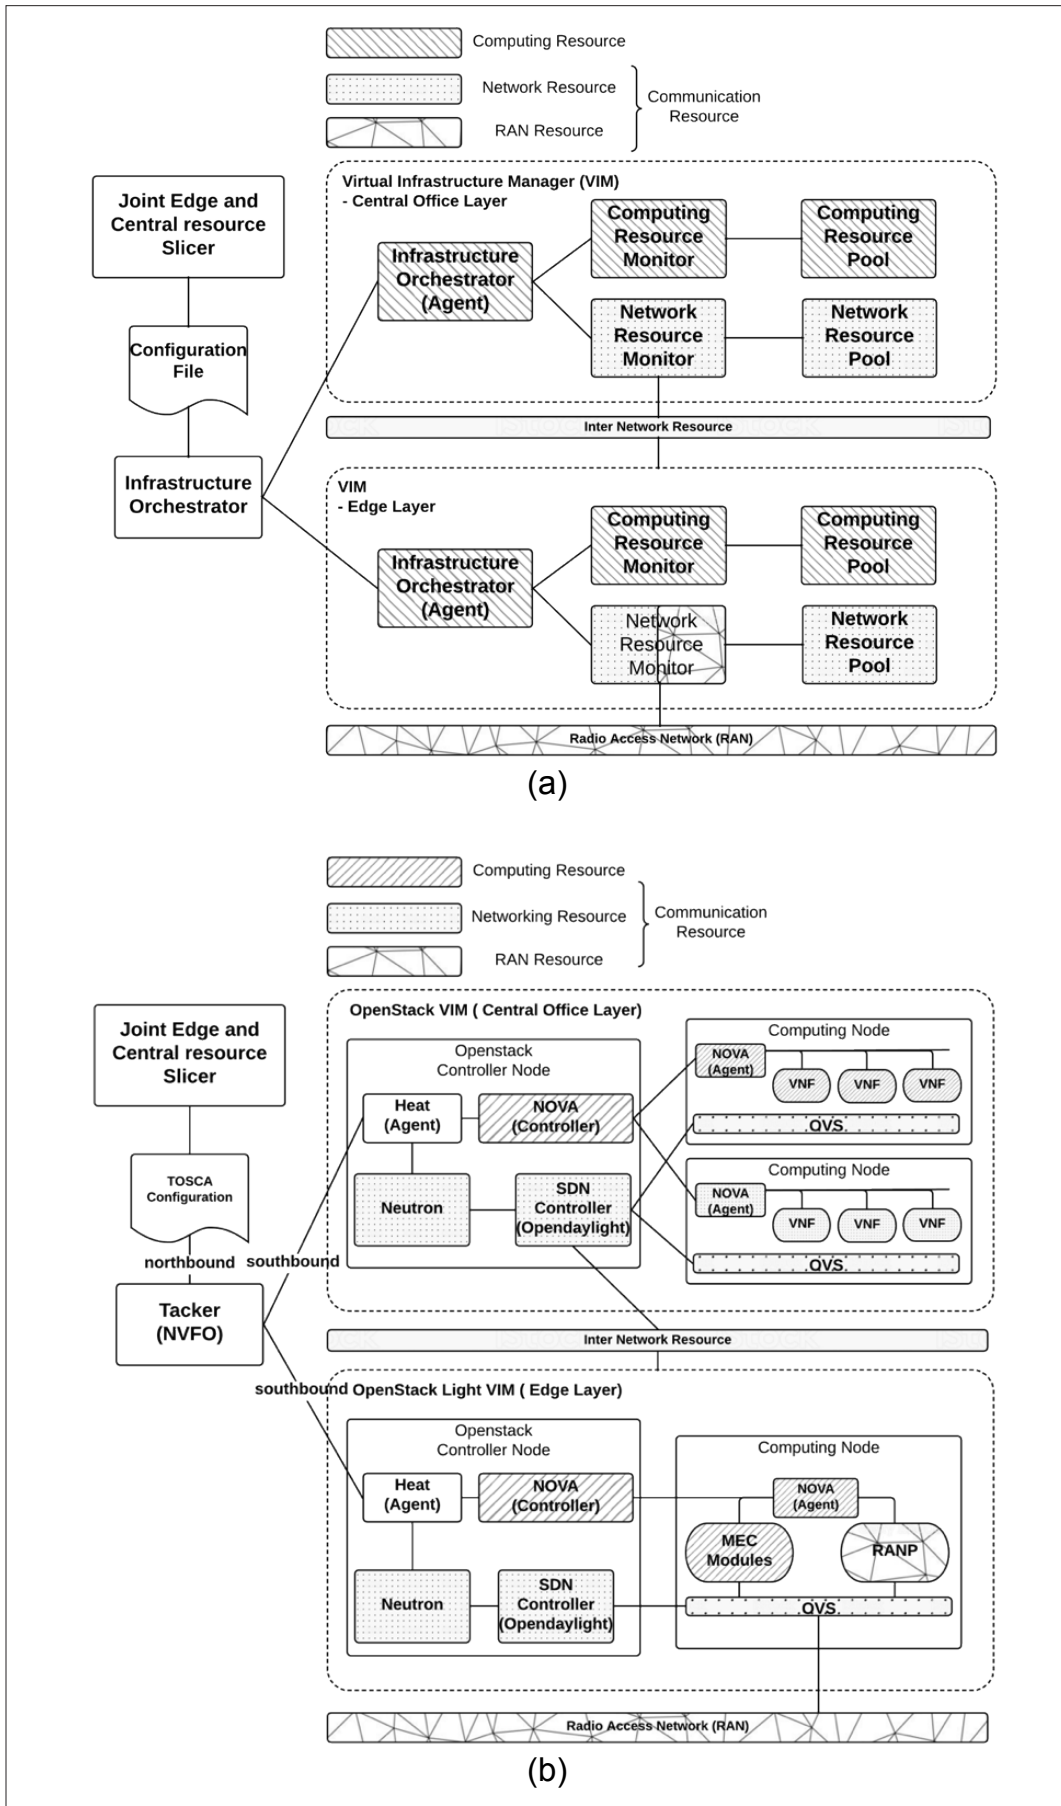 Computing Resource
Network Resource
RAN Resource
Communication
Resource
Joint Edge and
Central resource
Slicer
Configuration
File
Infrastructure
Orchestrator
Virtual Infrastructure Manager (VIM)
- Central Office Layer
Infrastructure
Orchestrator
(Agent)
Computing
Resource
Monitor
Computing
Resource
Pool
Network
Resource
Monitor
Network
Resource
Pool
Inter Network Resource
VIM
- Edge Layer
Infrastructure
Orchestrator
(Agent)
Computing
Resource
Monitor
Computing
Resource
Pool
Network
Resource
Monitor
Network
Resource
Pool
Radio Access Network (RAN)
(a)
Computing Resource
Networking Resource
RAN Resource
Communication
Resource
Joint Edge and
Central resource
Slicer
TOSCA
Configuration
northbound
southbound
Tacker
(NVFO)
southbound
OpenStack VIM ( Central Office Layer)
Openstack
Controller Node
Heat
(Agent)
NOVA
(Controller)
Neutron
SDN
Controller
(Opendaylight)
Computing Node
NOVA
(Agent)
VNF
VNF
VNF
OVS
Computing Node
NOVA
(Agent)
VNF
VNF
VNF
OVS
Inter Network Resource
OpenStack Light VIM ( Edge Layer)
Openstack
Controller Node
Heat
(Agent)
NOVA
(Controller)
Neutron
SDN
Controller
(Opendaylight)
Computing Node
NOVA
(Agent)
MEC
Modules
RANP
OVS
Radio Access Network (RAN)
(b)